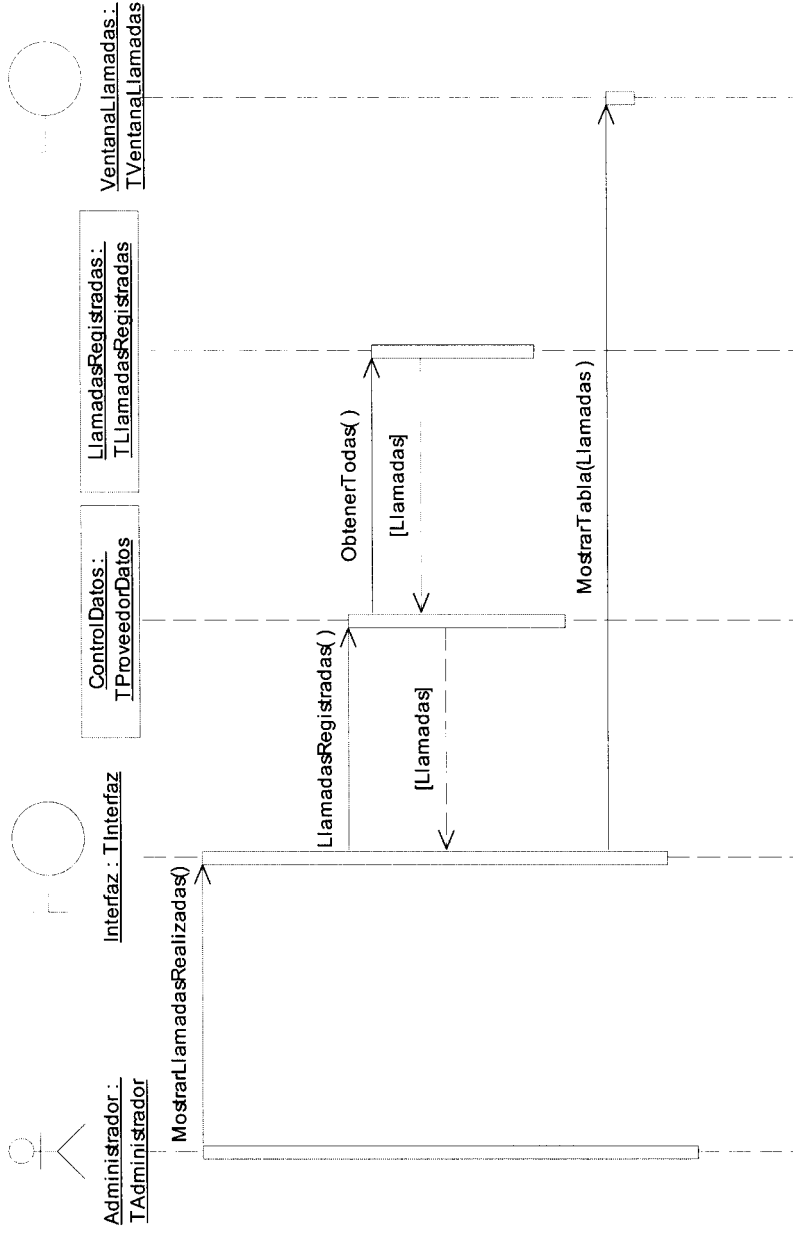 Administrador :
TAdministrador
Interfaz : TInterfaz
ControlDatos :
TProveedorDatos
LlamadasRegistradas :
TLlamadasRegistradas
VentanaLlamadas :
TVentanaLlamadas
MostrarLlamadasRealizadas()
LlamadasRegistradas( )
ObtenerTodas( )
[Llamadas]
[Llamadas]
MostrarTabla(Llamadas )